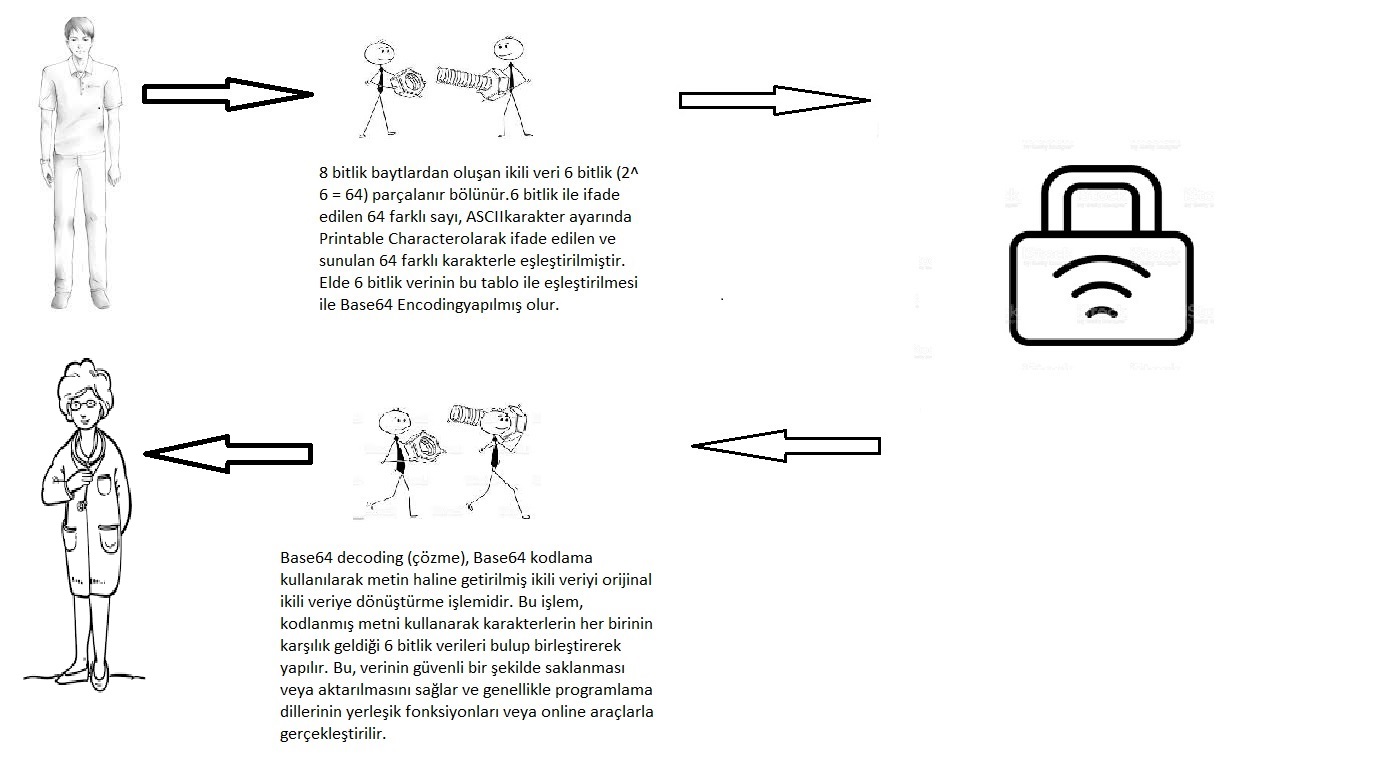 8 bitlik baytlardan oluşan ikili veri 6 bitlik (2^
6 = 64) parçalanır bölünür.6 bitlik ile ifade
edilen 64 farklı sayı, ASCIIkarakter ayarında
Printable Characterolarak ifade edilen ve
sunulan 64 farklı karakterle eşleştirilmiştir.
Elde 6 bitlik verinin bu tablo ile eşleştirilmesi
ile Base64 Encodingyapılmış olur.
Base64 decoding (çözme), Base64 kodlama
kullanılarak metin haline getirilmiş ikili veriyi orijinal
ikili veriye dönüştürme işlemidir. Bu işlem,
kodlanmış metni kullanarak karakterlerin her birinin
karşılık geldiği 6 bitlik verileri bulup birleştirerek
yapılır. Bu, verinin güvenli bir şekilde saklanması
veya aktarılmasını sağlar ve genellikle programlama
dillerinin yerleşik fonksiyonları veya online araçlarla
gerçekleştirilir.